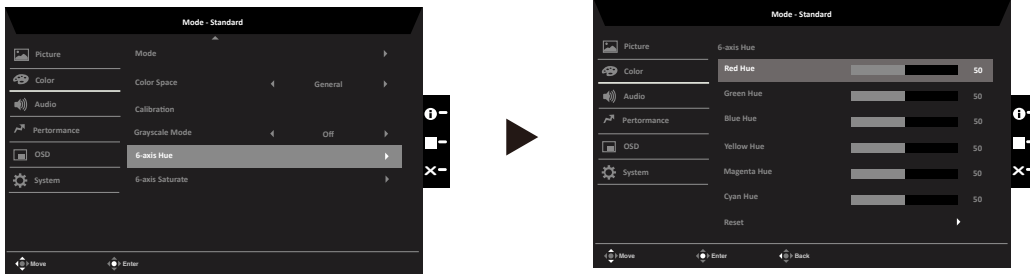 Mode - Standard
Picture
Mode
Color
Color Space
General
Audio
Calibration
Pertormance
Grayscale Mode
Off
OSD
6-axis Hue
System
6-axis Saturate
Move
Enter
Mode - Standard
Picture
6-axis Hue
Color
Red Hue
50
Audio
Green Hue
50
Pertormance
Blue Hue
50
OSD
Yellow Hue
50
System
Magenta Hue
50
Cyan Hue
50
Reset
Move
Enter
Back